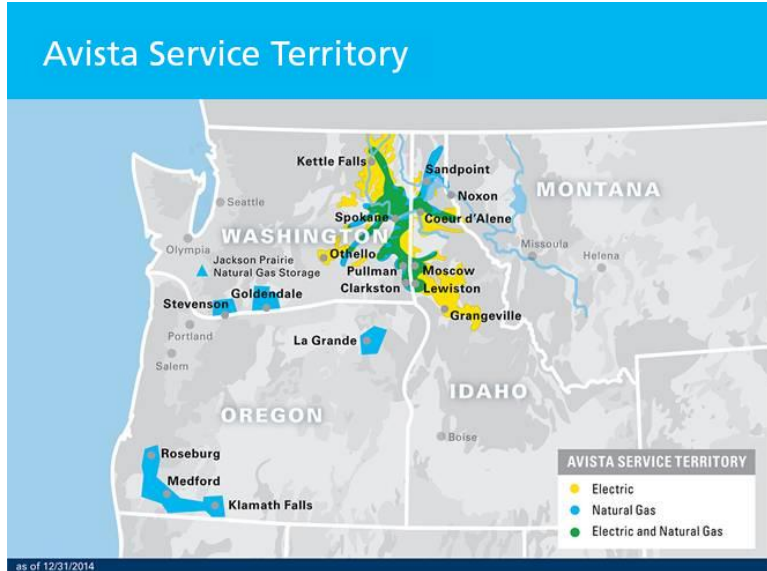 Avista Service Territory
Kettle Falls
Sandpoint
Noxon
MONTANA
Seattle
Spokane
Coeur d'Alene
WASHINGTON
Olympia
Othello
Missoula
Helena
Jackson Prairie
Natural Gas Storage
Pullman
Moscow
Clarkston
Lewiston
Goldendale
Stevenson
Grangeville
Portland
La Grande
Salem
IDAHO
OREGON
Boise
Roseburg
Medford
Klamath Falls
AVISTA SERVICE TERRITORY
Electric
Natural Gas
Electric and Natural Gas
as of 12/31/2014